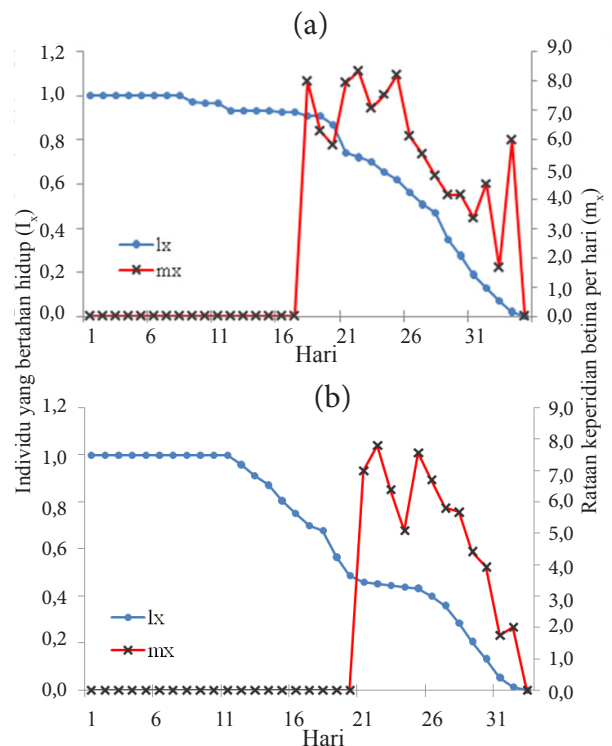 (a)
1,2
1,0
0,8
0,6
0,4
0,2
0,0
lx
mx
1 6 11 16 21 26 31
Hari
9,0
8,0
7,0
6,0
5,0
4,0
3,0
2,0
1,0
0,0
Individu yang bertahan hidup (Iₓ)
Rataan keperidian betina per hari (mₓ)
(b)
1,2
1,0
0,8
0,6
0,4
0,2
0,0
lx
mx
1 6 11 16 21 26 31
Hari
9,0
8,0
7,0
6,0
5,0
4,0
3,0
2,0
1,0
0,0